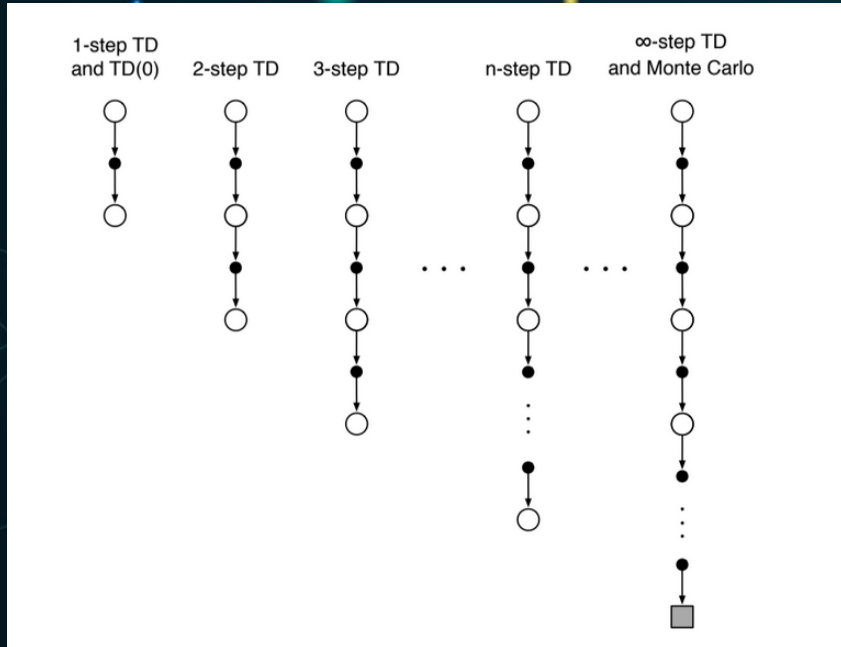 1-step TD
and TD(0)
2-step TD
3-step TD
n-step TD
∞-step TD
and Monte Carlo